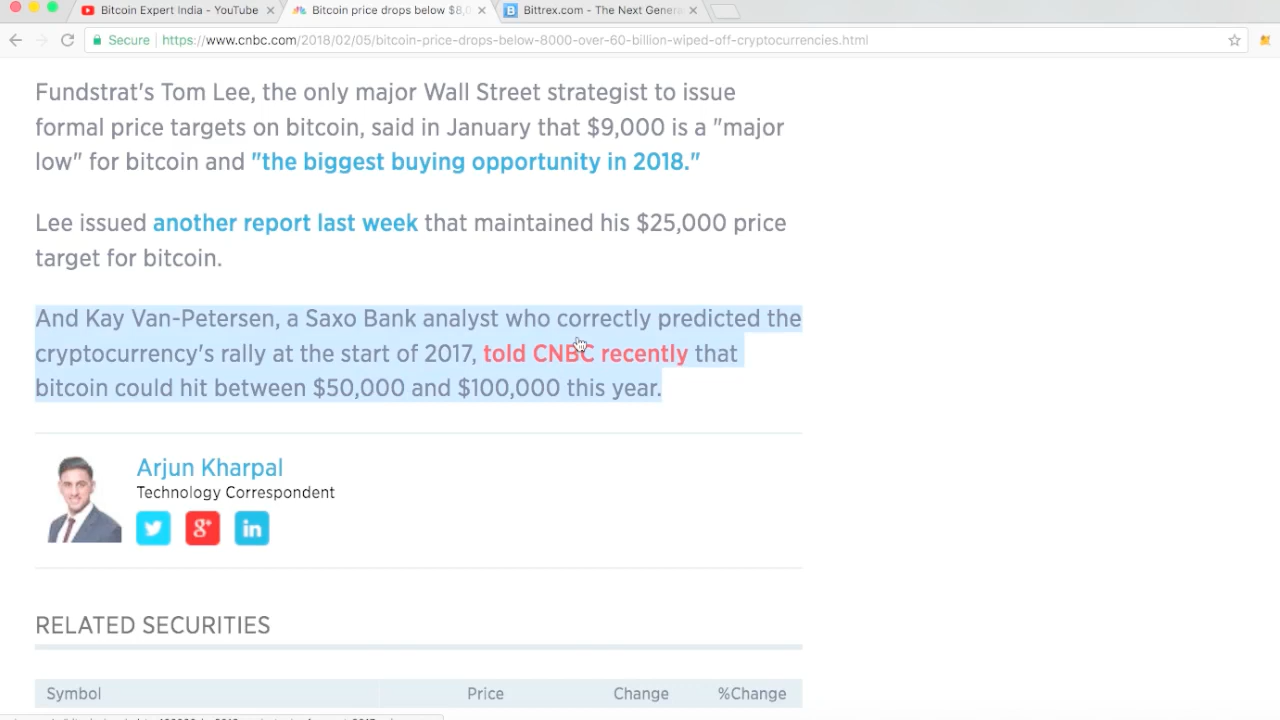 Bitcoin Expert India - YouTube
Bitcoin price drops below $8,0
Bittrex.com - The Next Genera
Secure
https://www.cnbc.com/2018/02/05/bitcoin-price-drops-below-8000-over-60-billion-wiped-off-cryptocurrencies.html
Fundstrat's Tom Lee, the only major Wall Street strategist to issue
formal price targets on bitcoin, said in January that $9,000 is a "major
low" for bitcoin and "the biggest buying opportunity in 2018."
Lee issued another report last week that maintained his $25,000 price
target for bitcoin.
And Kay Van-Petersen, a Saxo Bank analyst who correctly predicted the
cryptocurrency's rally at the start of 2017, told CNBC recently that
bitcoin could hit between $50,000 and $100,000 this year.
Arjun Kharpal
Technology Correspondent
RELATED SECURITIES
Symbol Price Change %Change